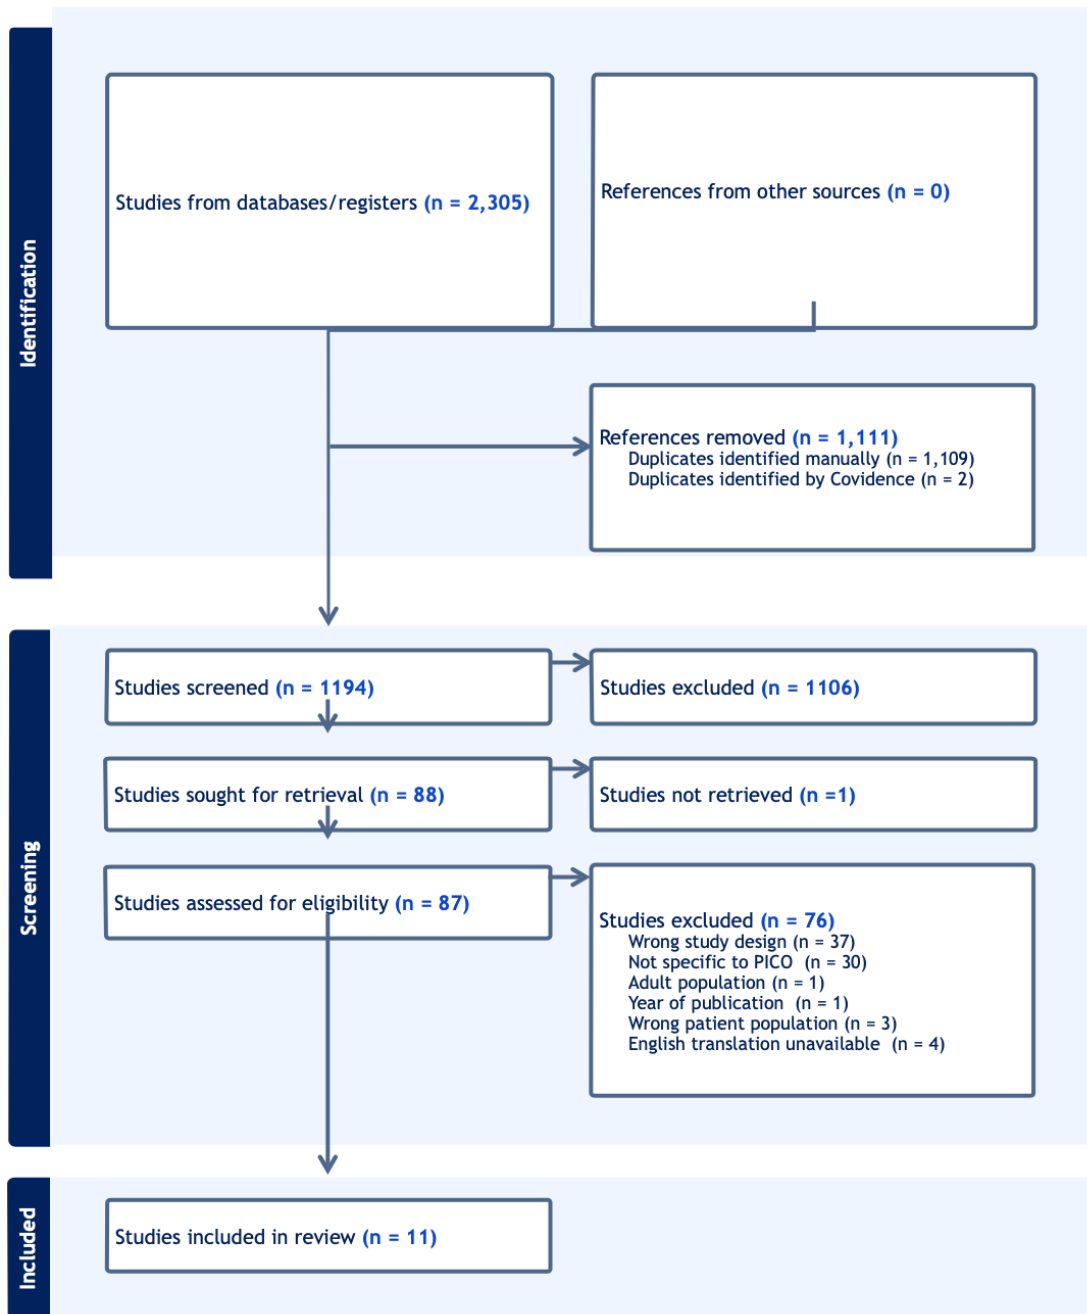 Identification
Studies from databases/registers (n = 2,305)
References from other sources (n = 0)
References removed (n = 1,111)
Duplicates identified manually (n = 1,109)
Duplicates identified by Covidence (n = 2)
Screening
Studies screened (n = 1194)
Studies excluded (n = 1106)
Studies sought for retrieval (n = 88)
Studies not retrieved (n =1)
Studies assessed for eligibility (n = 87)
Studies excluded (n = 76)
Wrong study design (n = 37)
Not specific to PICO  (n = 30)
Adult population (n = 1)
Year of publication  (n = 1)
Wrong patient population (n = 3)
English translation unavailable  (n = 4)
Included
Studies included in review (n = 11)